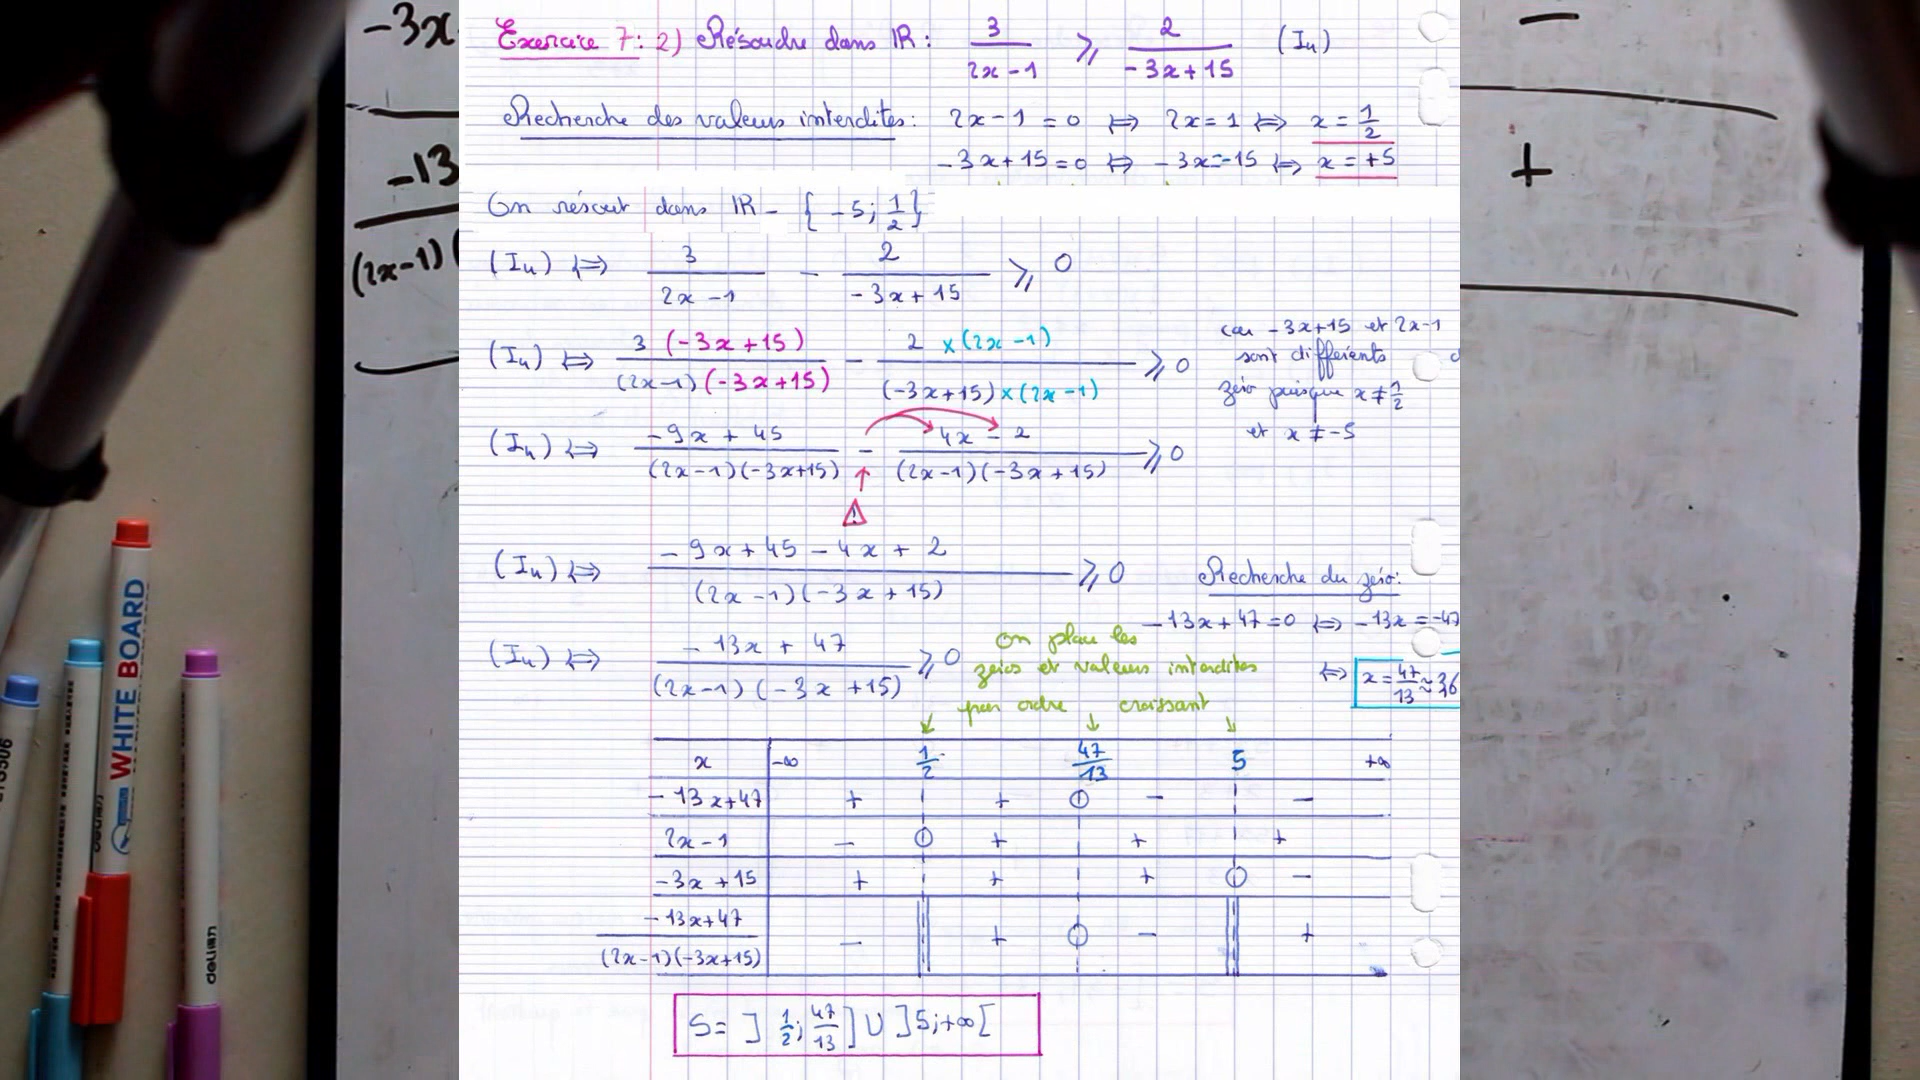 Exercice 7: 2) Résoudre dans IR: 3/(2x-1) ⩾ 2/(-3x+15) (I4)
Recherche des valeurs interdites: 2x-1=0 ⟺ 2x=1 ⟺ x=1/2
-3x+15=0 ⟺ -3x=-15 ⟺ x=+5
On résout dans IR - {-5; 1/2}
(I4) ⟺ 3/(2x-1) - 2/(-3x+15) ⩾ 0
(I4) ⟺ 3(-3x+15)/((2x-1)(-3x+15)) - 2×(2x-1)/((-3x+15)×(2x-1)) ⩾ 0
car -3x+15 et 2x-1
sont différents d
zéro puisque x≠1/2
et x≠-5
(I4) ⟺ (-9x+45)/((2x-1)(-3x+15)) - (4x-2)/((2x-1)(-3x+15)) ⩾ 0
!
(I4) ⟺ (-9x+45-4x+2)/((2x-1)(-3x+15)) ⩾ 0
Recherche du zéro:
-13x+47=0 ⟺ -13x=-47
⟺ x=47/13≈3,6
(I4) ⟺ (-13x+47)/((2x-1)(-3x+15)) ⩾ 0
On place les
zéros et valeurs interdites
par ordre croissant
x -∞ 1/2 47/13 5 +∞
-13x+47 + + 0 - -
2x-1 - 0 + + +
-3x+15 + + + 0 -
(-13x+47)/((2x-1)(-3x+15)) - || + 0 - || +
S= ]1/2; 47/13] U ]5;+∞[
-3x
-13
(2x-1)(
-
+
WHITE BOARD
delian